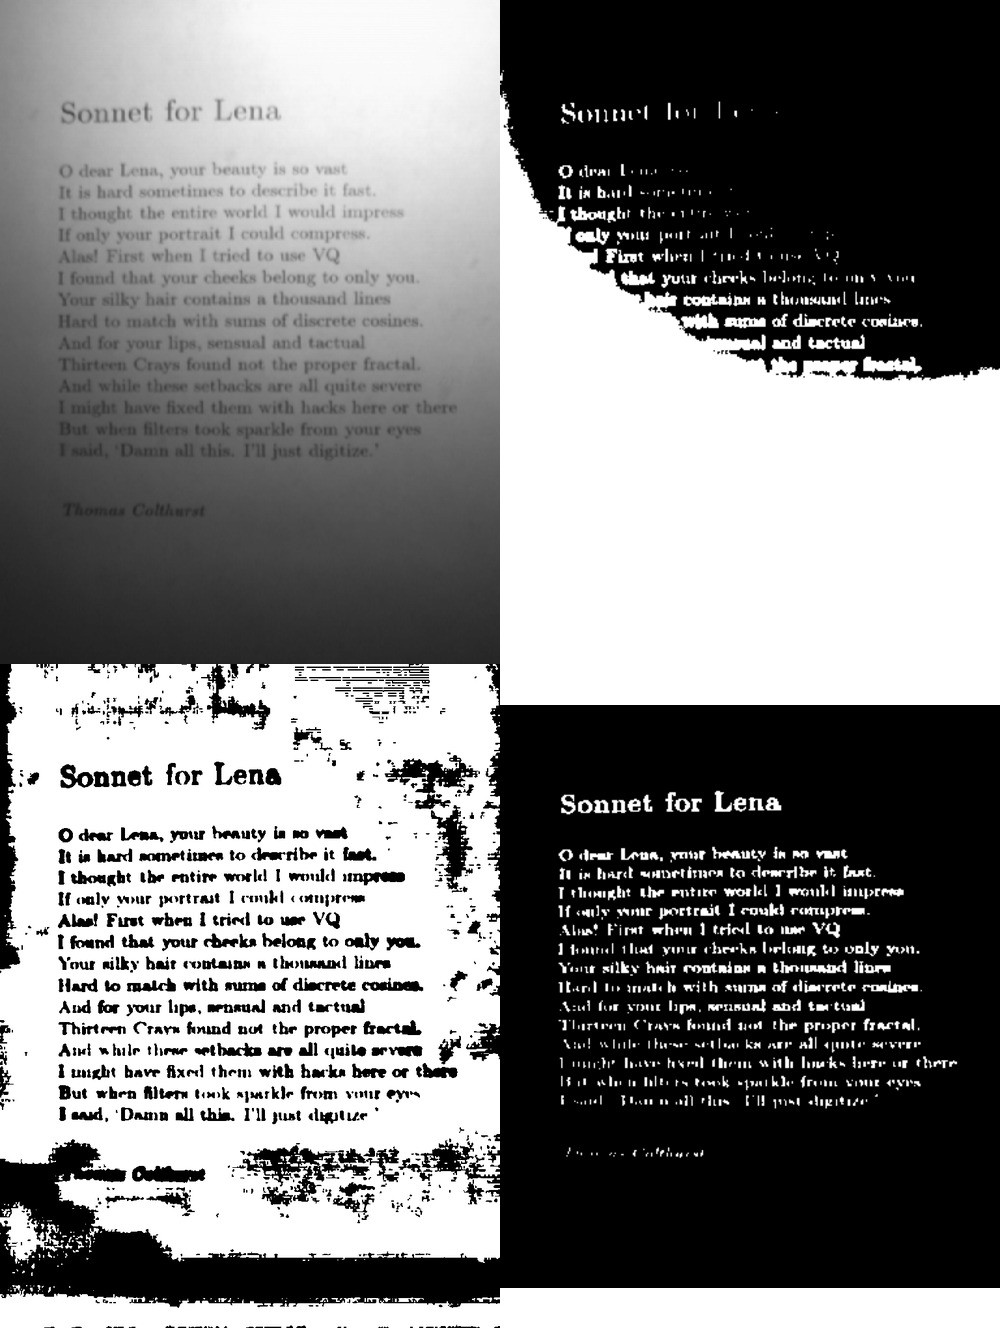 Sonnet for Lena
O dear Lena, your beauty is so vast
It is hard sometimes to describe it fast.
I thought the entire world I would impress
If only your portrait I could compress.
Alas! First when I tried to use VQ
I found that your cheeks belong to only you.
Your silky hair contains a thousand lines
Hard to match with sums of discrete cosines.
And for your lips, sensual and tactual
Thirteen Crays found not the proper fractal.
And while these setbacks are all quite severe
I might have fixed them with hacks here or there
But when filters took sparkle from your eyes
I said, 'Damn all this. I'll just digitize.'
Thomas Colthurst
Sonnet for
O dear Lena
It is hard
I thought the entire
only your portrait I
First when I tried to use VQ
that your cheeks belong to only you
hair contains a thousand lines
with sums of discrete cosines.
and tactual
the proper fractal.
Sonnet for Lena
O dear Lena, your beauty is so vast
It is hard sometimes to describe it fast.
I thought the entire world I would impress
If only your portrait I could compress
Alas! First when I tried to use VQ
I found that your cheeks belong to only you.
Your silky hair contains a thousand lines
Hard to match with sums of discrete cosines.
And for your lips, sensual and tactual
Thirteen Crays found not the proper fractal.
And while these setbacks are all quite severe
I might have fixed them with hacks here or there
But when filters took sparkle from your eyes
I said, 'Damn all this. I'll just digitize '
Thomas Colthurst
Sonnet for Lena
O dear Lena, your beauty is so vast
It is hard sometimes to describe it fast.
I thought the entire world I would impress
If only your portrait I could compress.
Alas! First when I tried to use VQ
I found that your cheeks belong to only you.
Your silky hair contains a thousand lines
Hard to match with sums of discrete cosines.
And for your lips, sensual and tactual
Thirteen Crays found not the proper fractal.
And while these setbacks are all quite severe
I might have fixed them with hacks here or there
But when filters took sparkle from your eyes
I said Damn all this I'll just digitize '
Colthurst